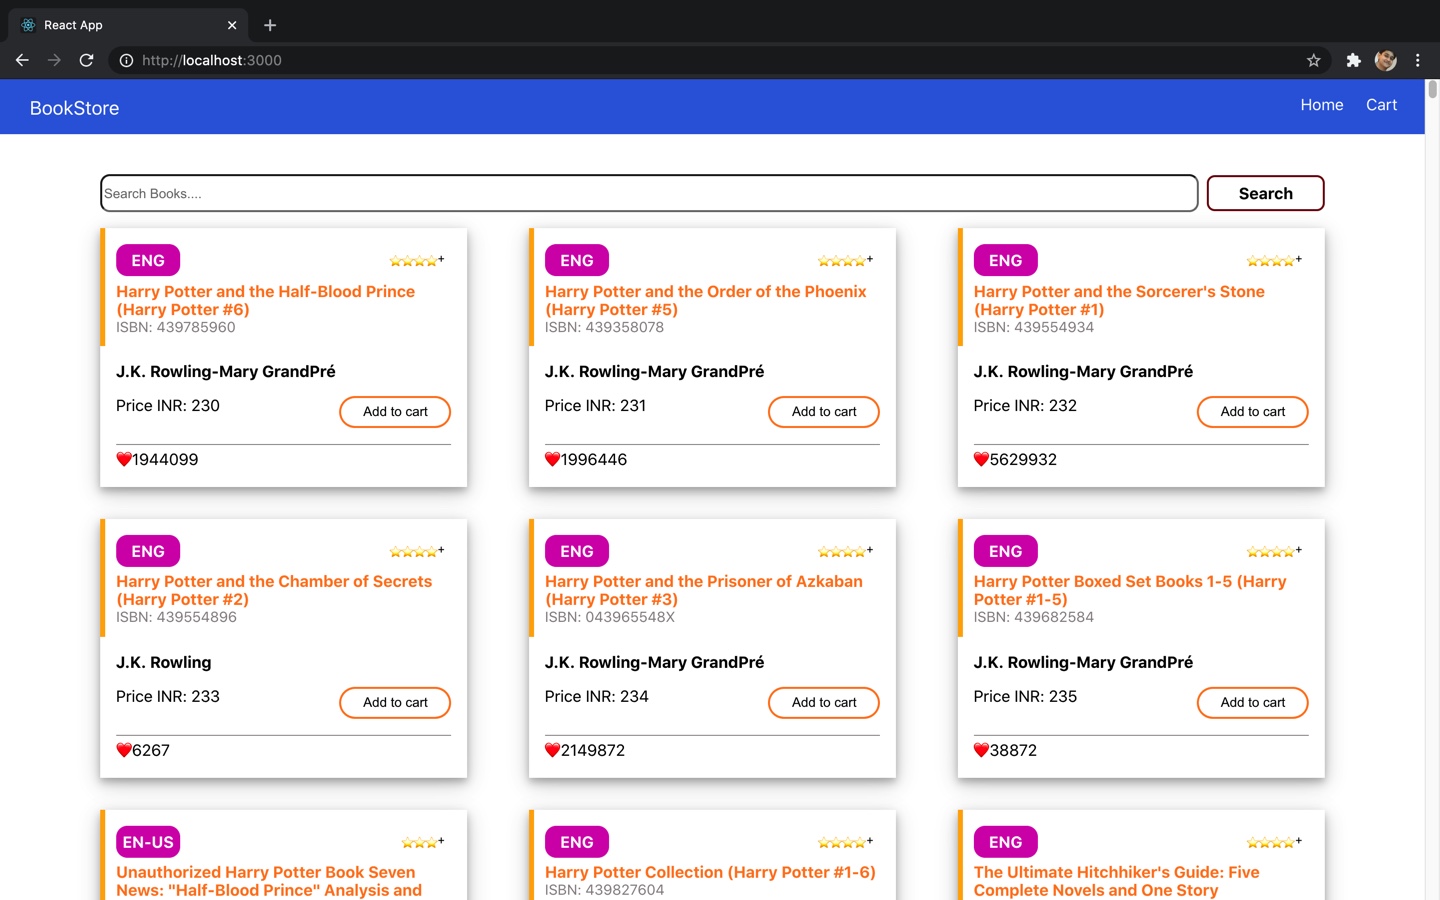 React App
http://localhost:3000
BookStore
Home Cart
Search Books....
Search
ENG
Harry Potter and the Half-Blood Prince
(Harry Potter #6)
ISBN: 439785960
J.K. Rowling-Mary GrandPré
Price INR: 230
Add to cart
❤️1944099
ENG
Harry Potter and the Order of the Phoenix
(Harry Potter #5)
ISBN: 439358078
J.K. Rowling-Mary GrandPré
Price INR: 231
Add to cart
❤️1996446
ENG
Harry Potter and the Sorcerer's Stone
(Harry Potter #1)
ISBN: 439554934
J.K. Rowling-Mary GrandPré
Price INR: 232
Add to cart
❤️5629932
ENG
Harry Potter and the Chamber of Secrets
(Harry Potter #2)
ISBN: 439554896
J.K. Rowling
Price INR: 233
Add to cart
❤️6267
ENG
Harry Potter and the Prisoner of Azkaban
(Harry Potter #3)
ISBN: 043965548X
J.K. Rowling-Mary GrandPré
Price INR: 234
Add to cart
❤️2149872
ENG
Harry Potter Boxed Set Books 1-5 (Harry
Potter #1-5)
ISBN: 439682584
J.K. Rowling-Mary GrandPré
Price INR: 235
Add to cart
❤️38872
EN-US
Unauthorized Harry Potter Book Seven
News: "Half-Blood Prince" Analysis and
ENG
Harry Potter Collection (Harry Potter #1-6)
ISBN: 439827604
ENG
The Ultimate Hitchhiker's Guide: Five
Complete Novels and One Story